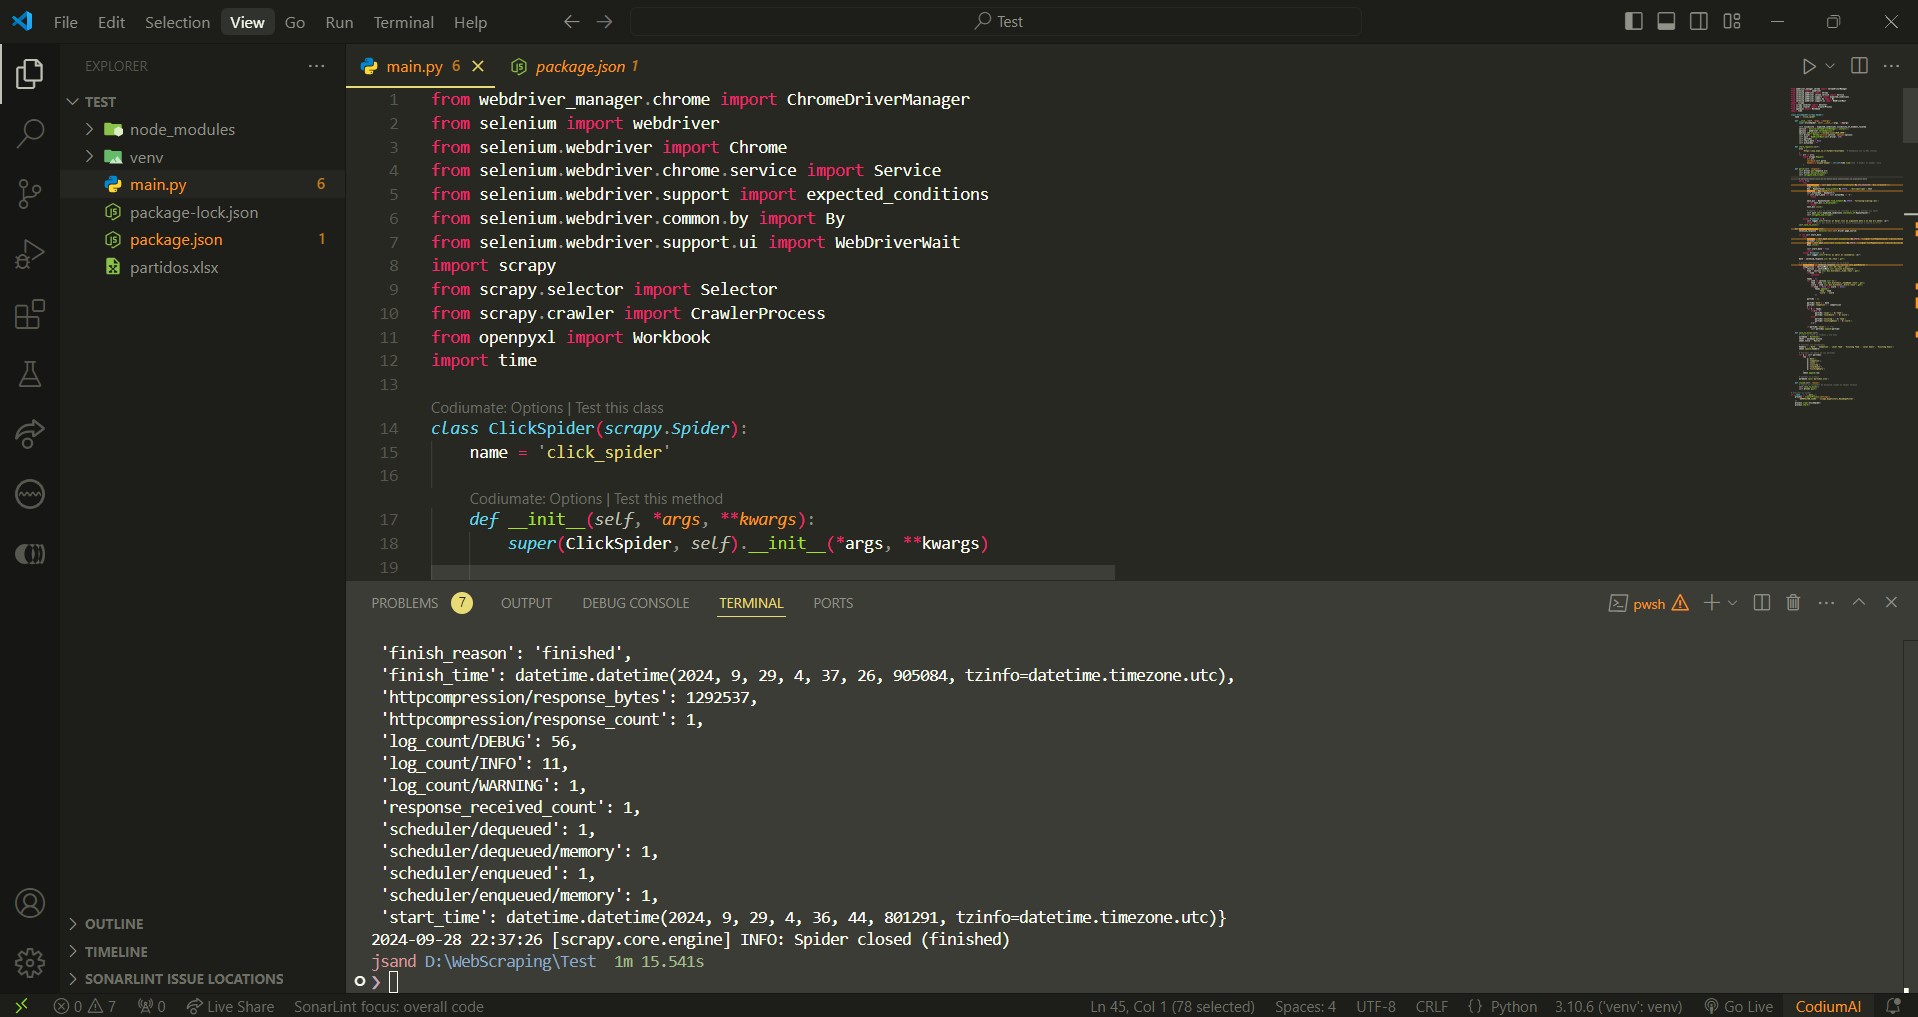 File Edit Selection View Go Run Terminal Help
Test
EXPLORER
TEST
node_modules
venv
main.py 6
package-lock.json
package.json 1
partidos.xlsx
OUTLINE
TIMELINE
SONARLINT ISSUE LOCATIONS
main.py 6
package.json 1
1 from webdriver_manager.chrome import ChromeDriverManager
2 from selenium import webdriver
3 from selenium.webdriver import Chrome
4 from selenium.webdriver.chrome.service import Service
5 from selenium.webdriver.support import expected_conditions
6 from selenium.webdriver.common.by import By
7 from selenium.webdriver.support.ui import WebDriverWait
8 import scrapy
9 from scrapy.selector import Selector
10 from scrapy.crawler import CrawlerProcess
11 from openpyxl import Workbook
12 import time
13
Codiumate: Options | Test this class
14 class ClickSpider(scrapy.Spider):
15 name = 'click_spider'
16
Codiumate: Options | Test this method
17 def __init__(self, *args, **kwargs):
18 super(ClickSpider, self).__init__(*args, **kwargs)
19
PROBLEMS 7 OUTPUT DEBUG CONSOLE TERMINAL PORTS
pwsh
'finish_reason': 'finished',
'finish_time': datetime.datetime(2024, 9, 29, 4, 37, 26, 905084, tzinfo=datetime.timezone.utc),
'httpcompression/response_bytes': 1292537,
'httpcompression/response_count': 1,
'log_count/DEBUG': 56,
'log_count/INFO': 11,
'log_count/WARNING': 1,
'response_received_count': 1,
'scheduler/dequeued': 1,
'scheduler/dequeued/memory': 1,
'scheduler/enqueued': 1,
'scheduler/enqueued/memory': 1,
'start_time': datetime.datetime(2024, 9, 29, 4, 36, 44, 801291, tzinfo=datetime.timezone.utc)}
2024-09-28 22:37:26 [scrapy.core.engine] INFO: Spider closed (finished)
jsand D:\WebScraping\Test 1m 15.541s
❯
0 7 0 Live Share SonarLint focus: overall code Ln 45, Col 1 (78 selected) Spaces: 4 UTF-8 CRLF {} Python 3.10.6 ('venv': venv) Go Live CodiumAI